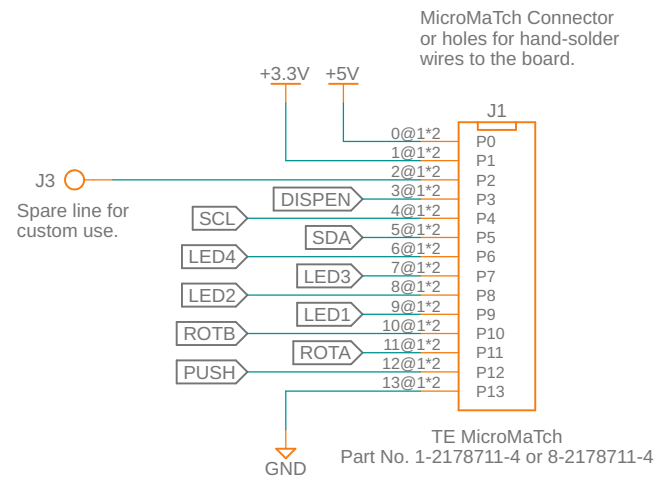 MicroMaTch Connector
or holes for hand-solder
wires to the board.
+3.3V +5V
J1
0@1*2 P0
1@1*2 P1
J3 2@1*2 P2
DISPEN 3@1*2 P3
Spare line for
custom use.
SCL 4@1*2 P4
SDA 5@1*2 P5
LED4 6@1*2 P6
LED3 7@1*2 P7
LED2 8@1*2 P8
LED1 9@1*2 P9
ROTB 10@1*2 P10
ROTA 11@1*2 P11
PUSH 12@1*2 P12
13@1*2 P13
GND
TE MicroMaTch
Part No. 1-2178711-4 or 8-2178711-4